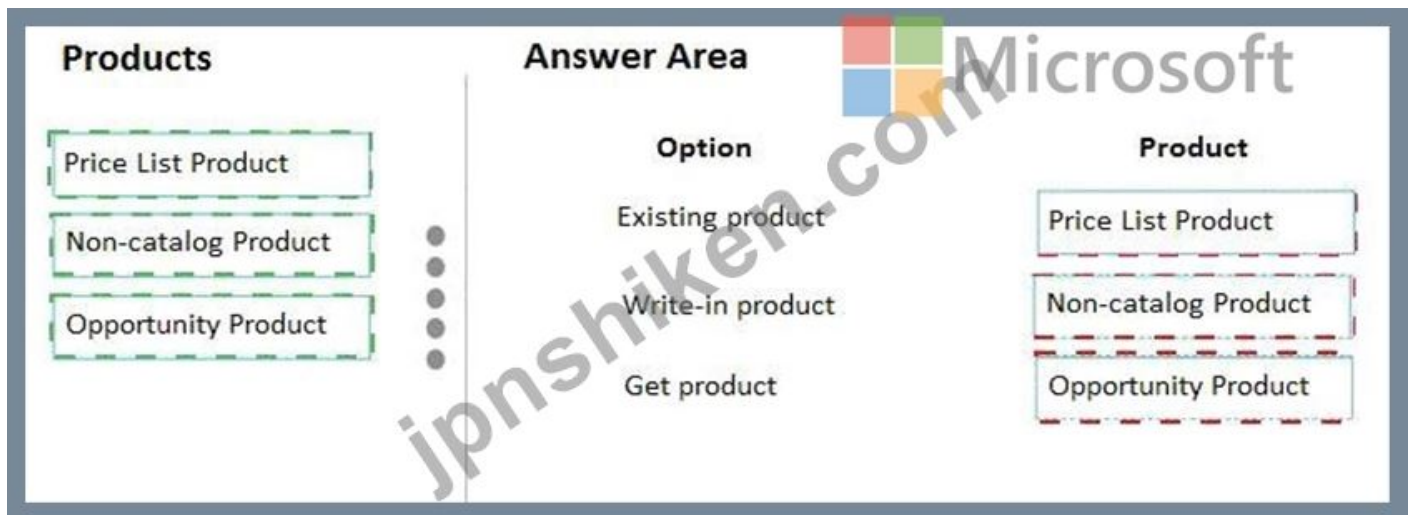 Products
Price List Product
Non-catalog Product
Opportunity Product
Answer Area
Microsoft
Option
Product
Existing product
Price List Product
Write-in product
Non-catalog Product
Get product
Opportunity Product
jpnshiken.com